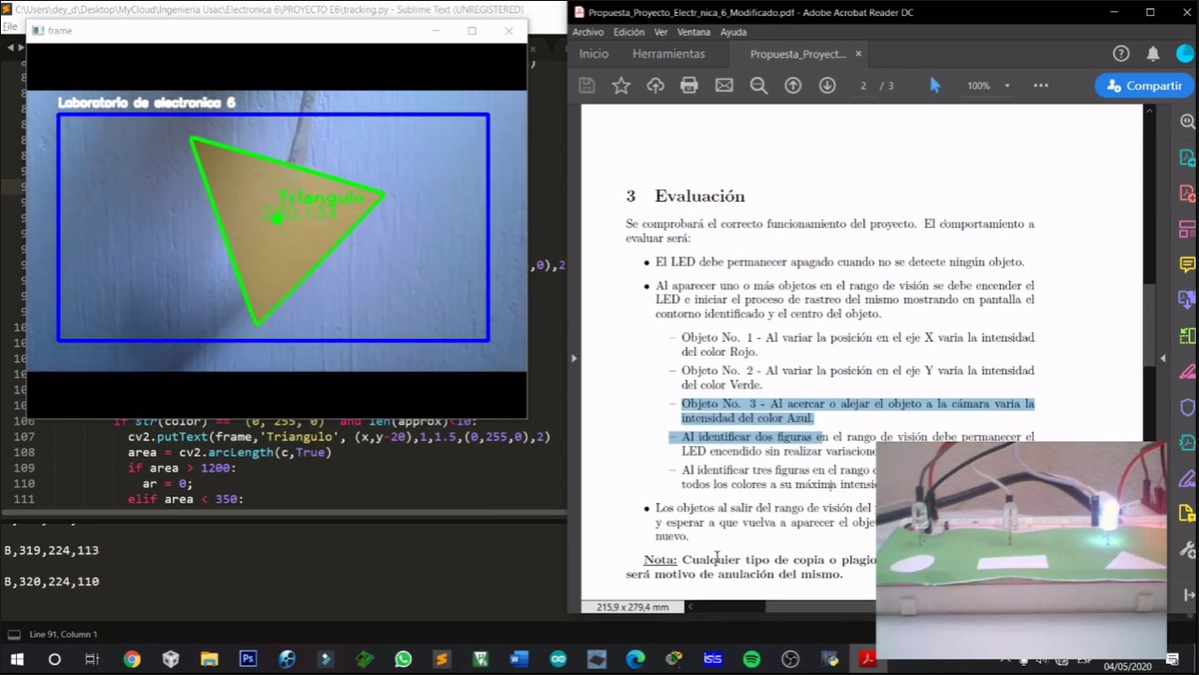 C:\Users\dey_d\Desktop\MyCloud\Ingenieria Usac\Electronica 6\PROYECTO E6\tracking.py - Sublime Text (UNREGISTERED)
File
frame
Laboratorio de electronica 6
Triangulo
,0),2
106 if str(color) == "(0, 255, 0)" and len(approx)<10:
107 cv2.putText(frame,'Triangulo', (x,y-20),1,1.5,(0,255,0),2)
108 area = cv2.arcLength(c,True)
109 if area > 1200:
110 ar = 0;
111 elif area < 350:
B,319,224,113
B,320,224,110
Line 91, Column 1
Propuesta_Proyecto_Electr_nica_6_Modificado.pdf - Adobe Acrobat Reader DC
Archivo Edición Ver Ventana Ayuda
Inicio Herramientas Propuesta_Proyect... ×
2 / 3 100% Compartir
3 Evaluación
Se comprobará el correcto funcionamiento del proyecto. El comportamiento a
evaluar será:
• El LED debe permanecer apagado cuando no se detecte ningún objeto.
• Al aparecer uno o más objetos en el rango de visión se debe encender el
LED e iniciar el proceso de rastreo del mismo mostrando en pantalla el
contorno identificado y el centro del objeto.
– Objeto No. 1 - Al variar la posición en el eje X varia la intensidad
del color Rojo.
– Objeto No. 2 - Al variar la posición en el eje Y varia la intensidad
del color Verde.
– Objeto No. 3 - Al acercar o alejar el objeto a la cámara varia la
intensidad del color Azul.
– Al identificar dos figuras en el rango de visión debe permanecer el
LED encendido sin realizar variacione
– Al identificar tres figuras en el rango
todos los colores a su máxima intensi
• Los objetos al salir del rango de visión del
y esperar a que vuelva a aparecer el obje
nuevo.
Nota: Cualquier tipo de copia o plagio
será motivo de anulación del mismo.
215,9 x 279,4 mm
ESP
04/05/2020